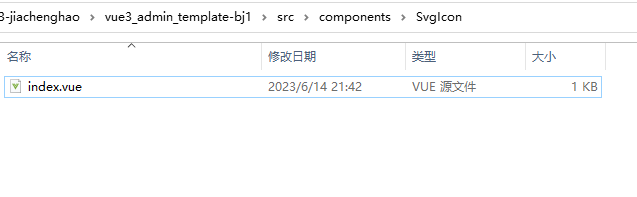 3-jiachenghao > vue3_admin_template-bj1 > src > components > SvgIcon
名称 修改日期 类型 大小
index.vue 2023/6/14 21:42 VUE 源文件 1 KB